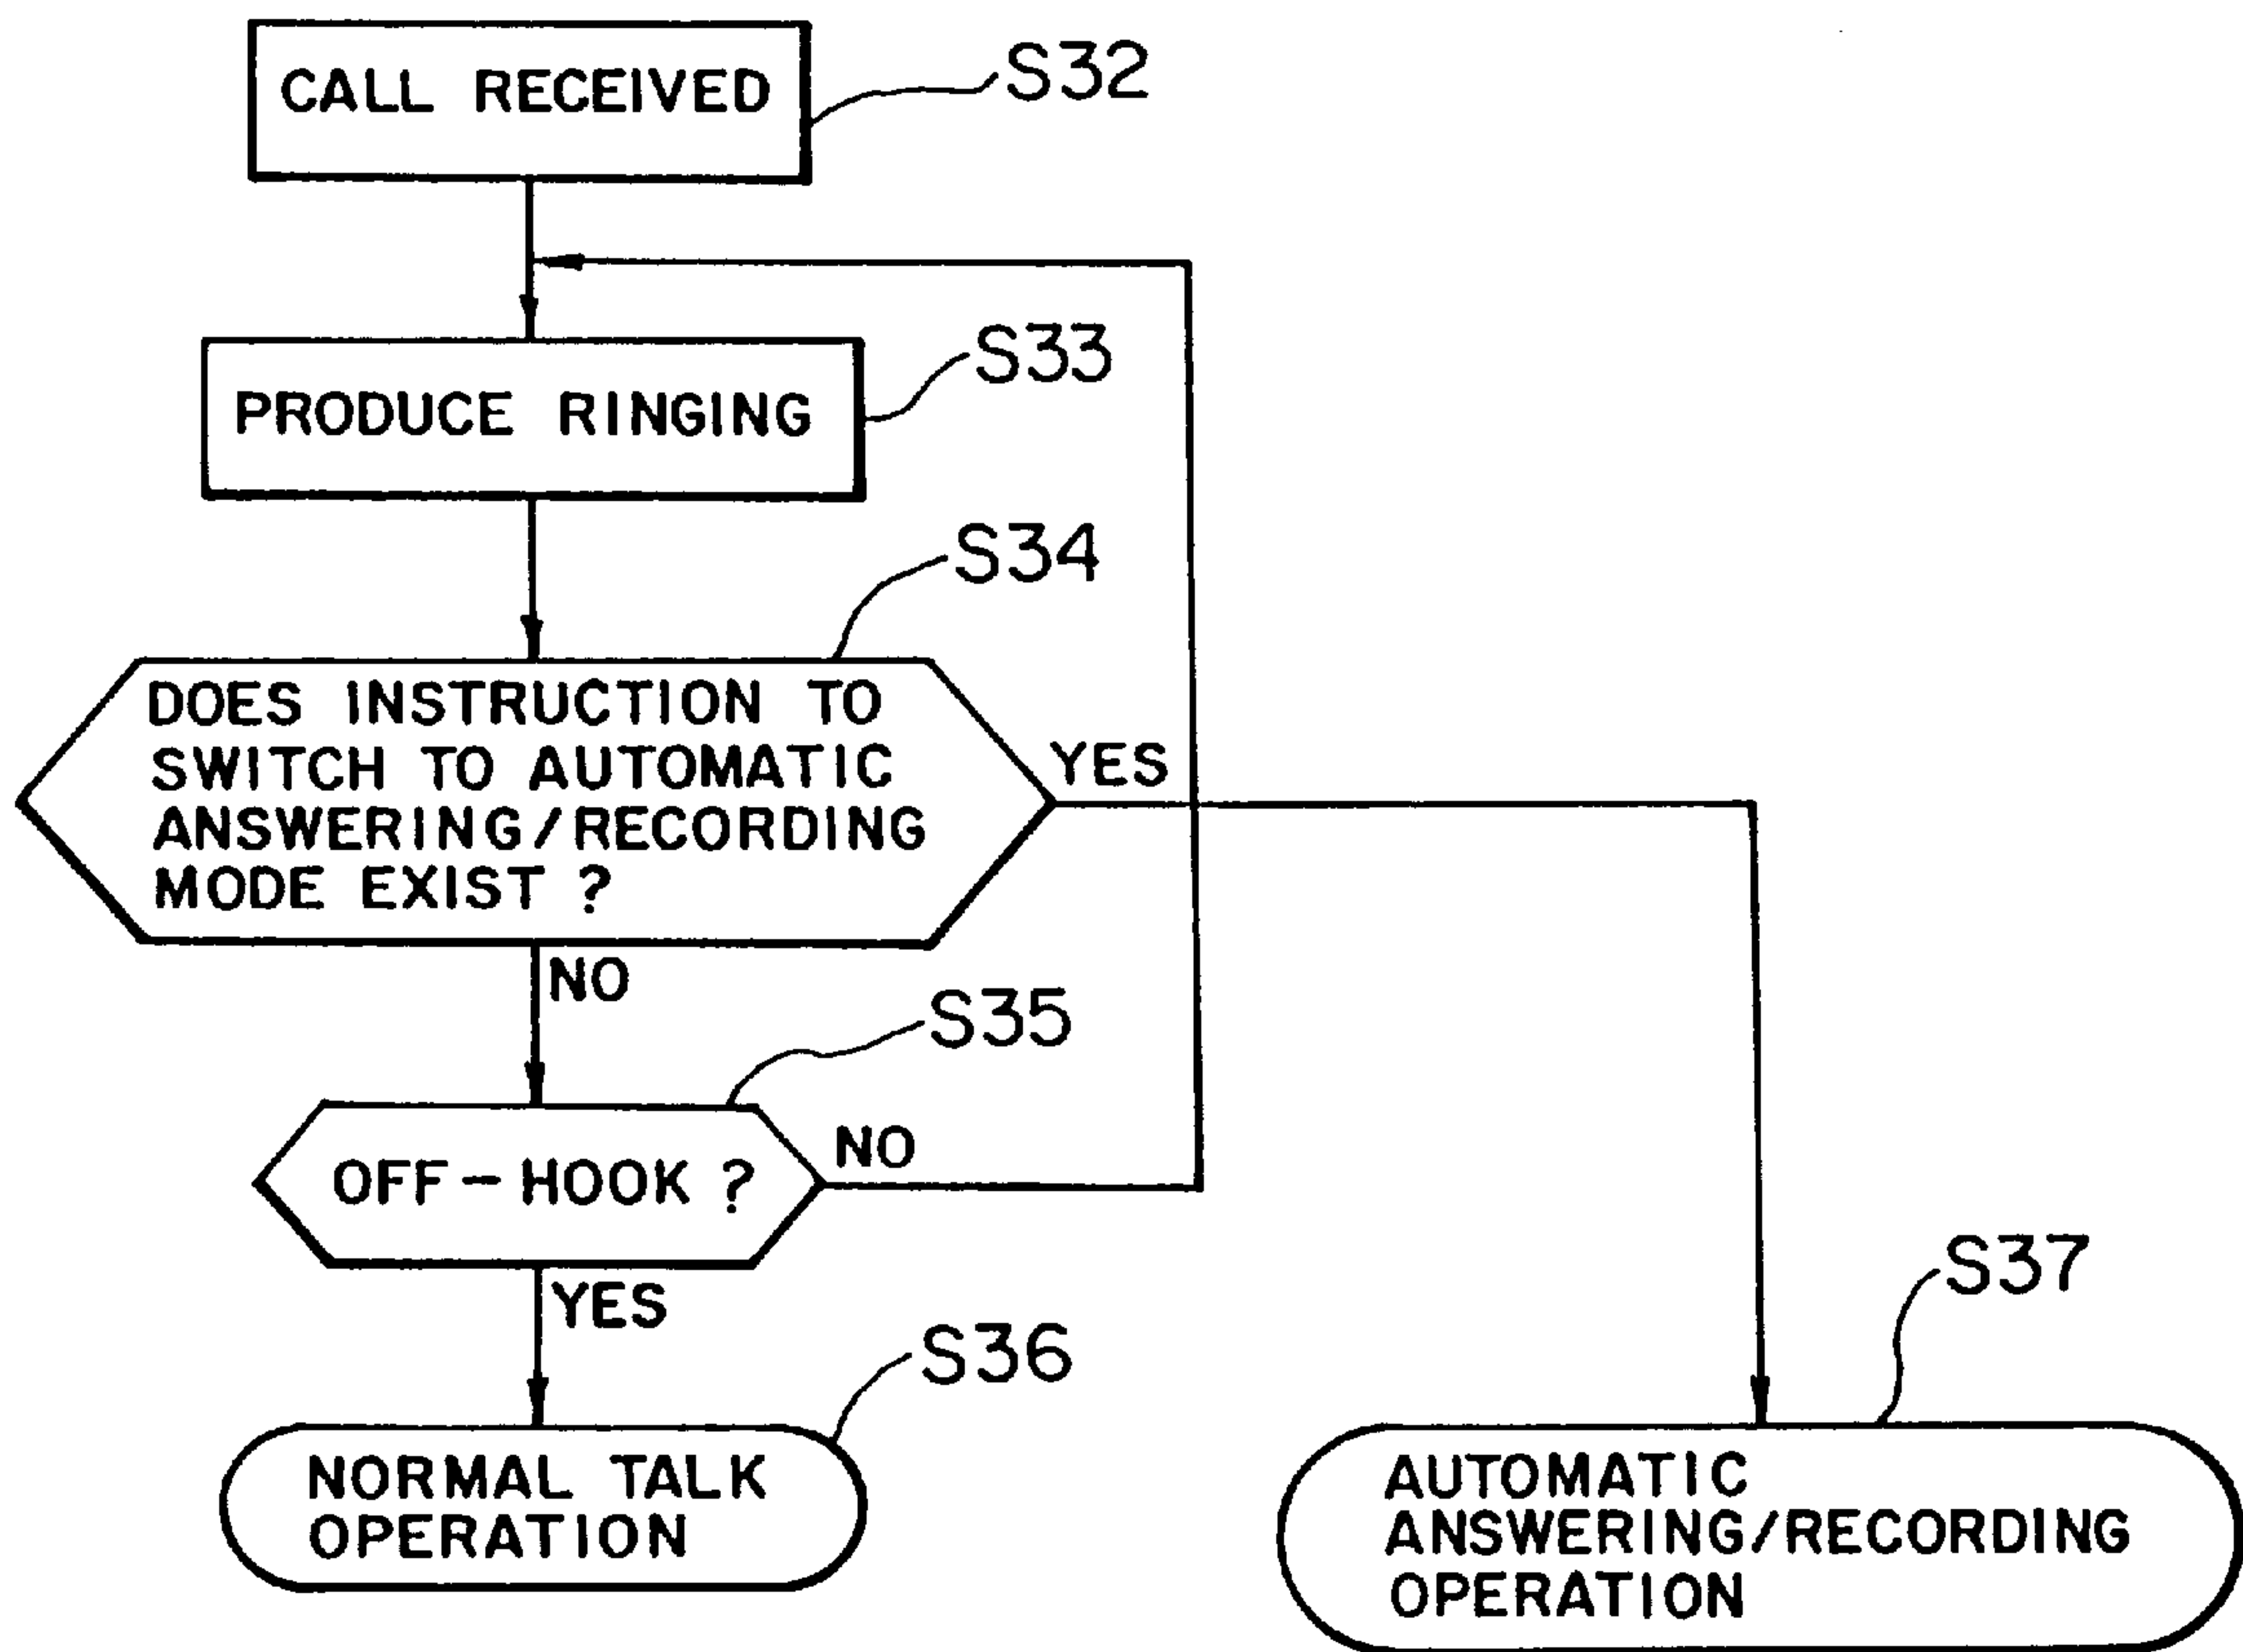 CALL RECEIVED
S32
PRODUCE RINGING
S33
S34
DOES INSTRUCTION TO
SWITCH TO AUTOMATIC
ANSWERING/RECORDING
MODE EXIST ?
YES
NO
S35
OFF-HOOK ?
NO
YES
S36
NORMAL TALK
OPERATION
S37
AUTOMATIC
ANSWERING/RECORDING
OPERATION